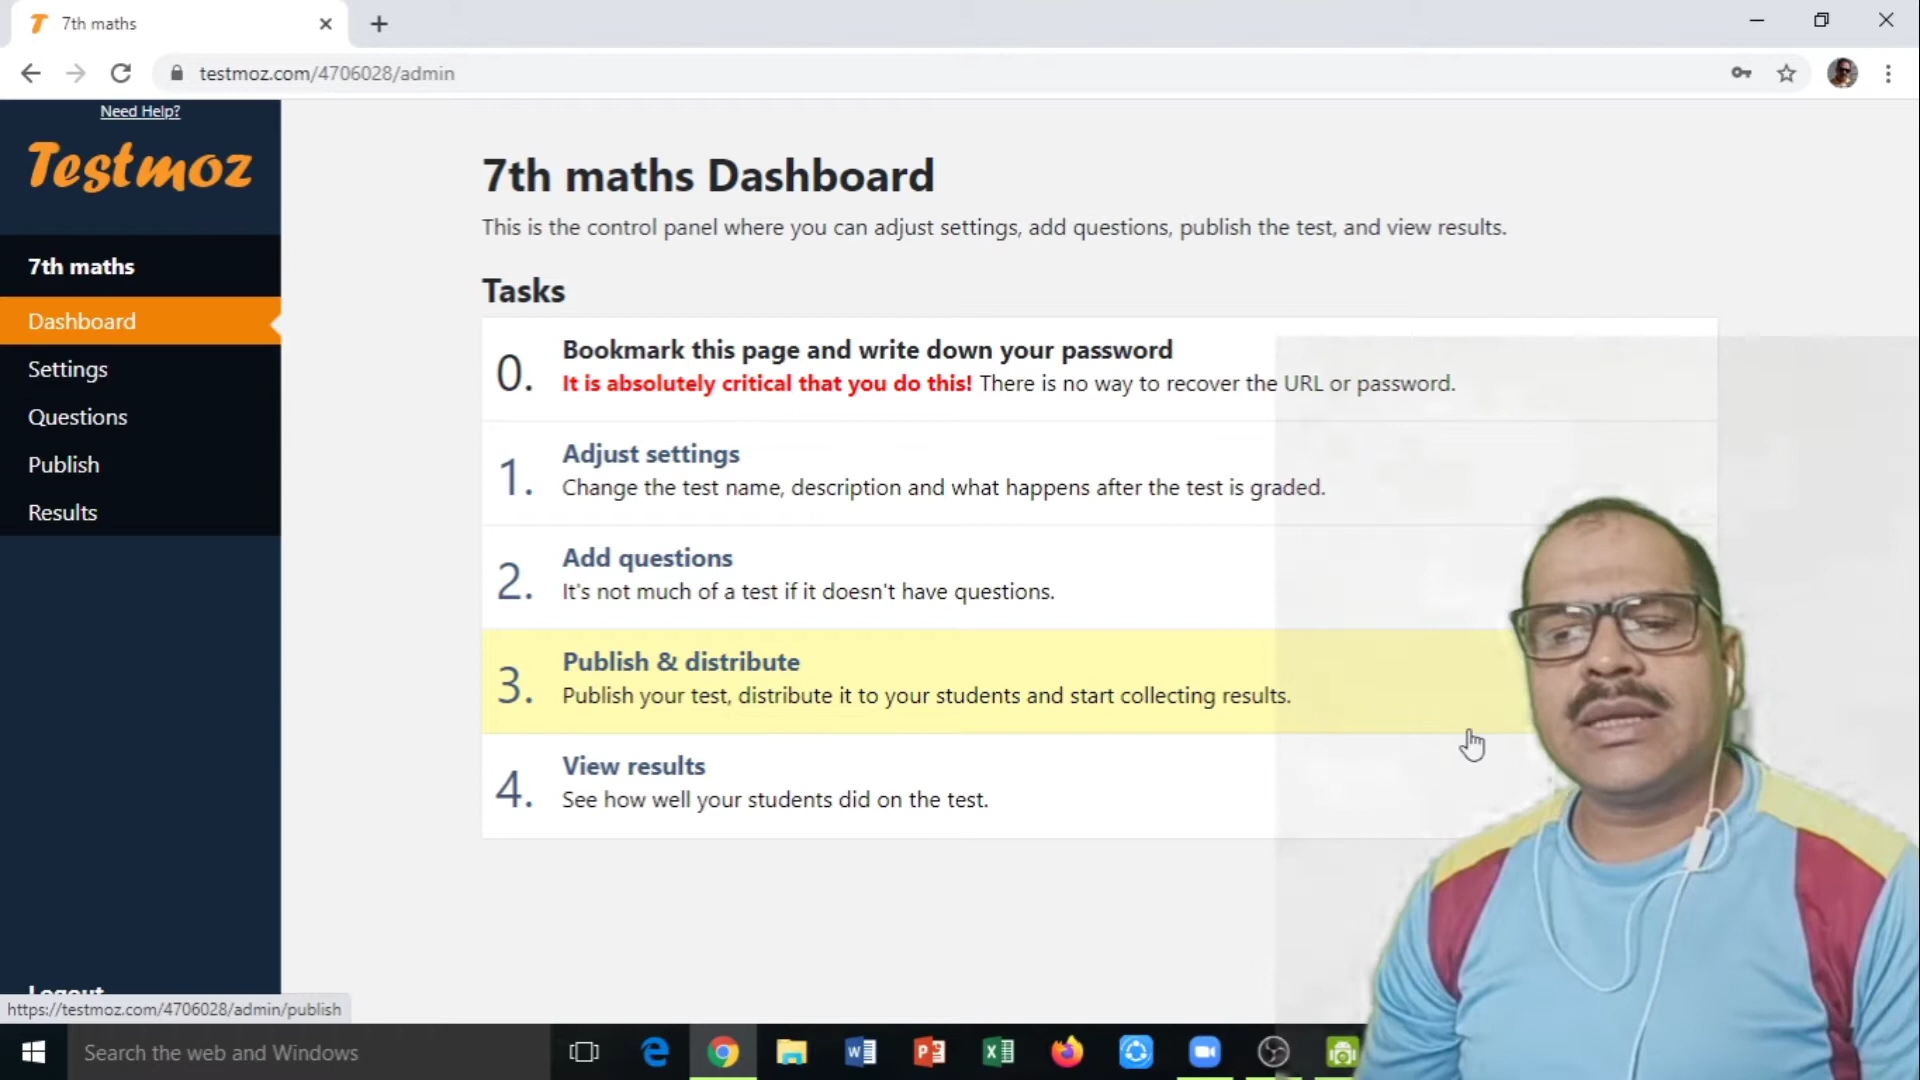 7th maths
testmoz.com/4706028/admin
Need Help?
Testmoz
7th maths
Dashboard
Settings
Questions
Publish
Results
Logout
7th maths Dashboard
This is the control panel where you can adjust settings, add questions, publish the test, and view results.
Tasks
0. Bookmark this page and write down your password
It is absolutely critical that you do this! There is no way to recover the URL or password.
1. Adjust settings
Change the test name, description and what happens after the test is graded.
2. Add questions
It's not much of a test if it doesn't have questions.
3. Publish & distribute
Publish your test, distribute it to your students and start collecting results.
4. View results
See how well your students did on the test.
https://testmoz.com/4706028/admin/publish
Search the web and Windows